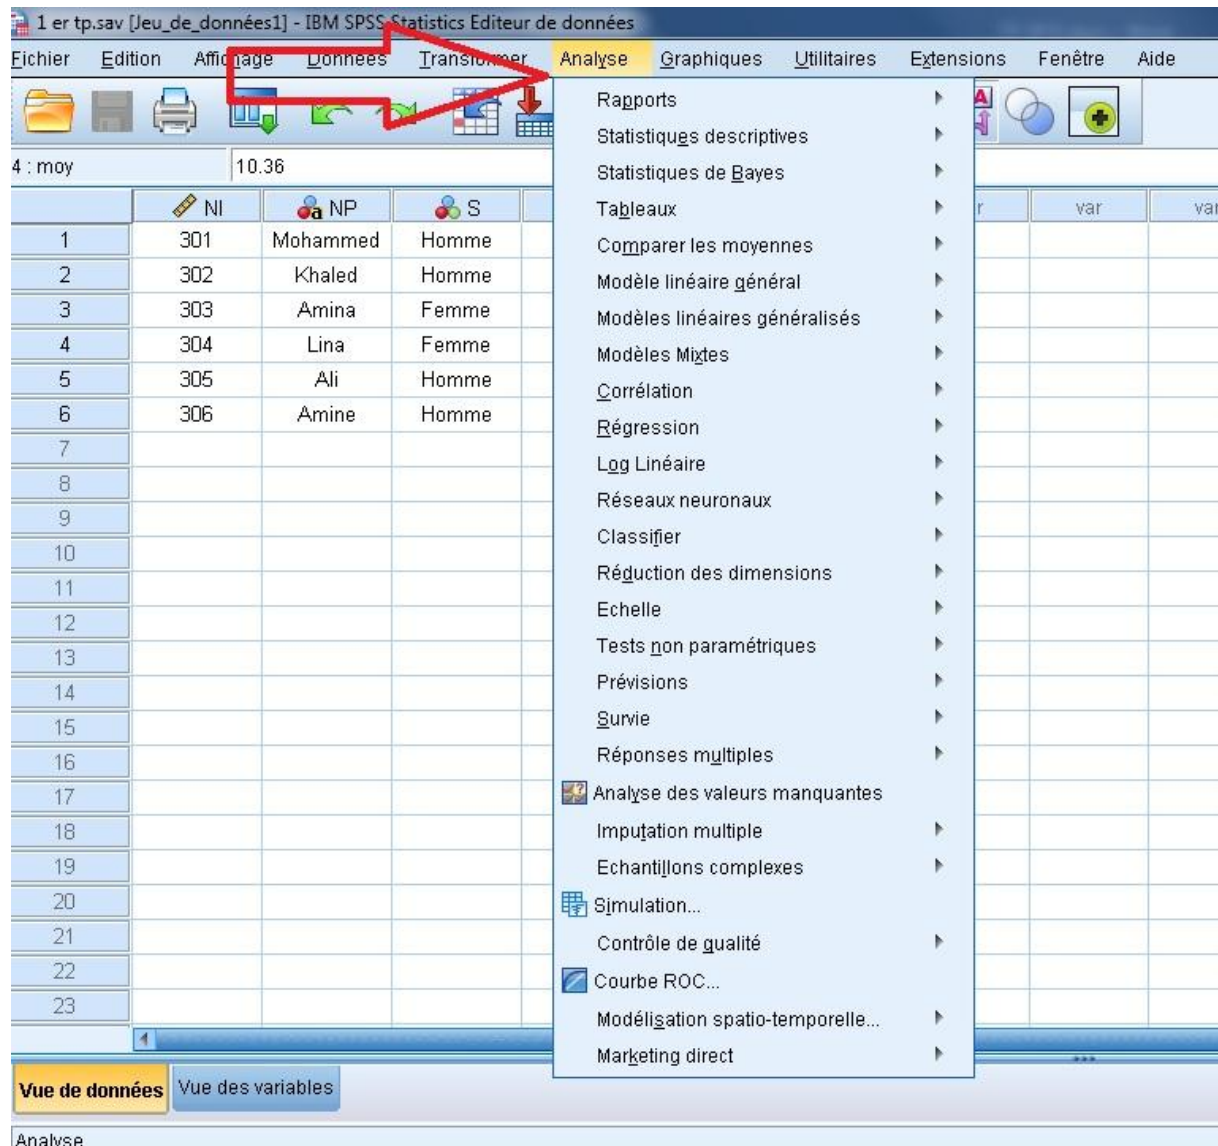 1 er tp.sav [Jeu_de_données1] - IBM SPSS Statistics Editeur de données
Fichier Edition Affichage Données Transformer Analyse Graphiques Utilitaires Extensions Fenêtre Aide
A
4 : moy 10.36
NI NP S var var
1 301 Mohammed Homme
2 302 Khaled Homme
3 303 Amina Femme
4 304 Lina Femme
5 305 Ali Homme
6 306 Amine Homme
7
8
9
10
11
12
13
14
15
16
17
18
19
20
21
22
23
Rapports
Statistiques descriptives
Statistiques de Bayes
Tableaux
Comparer les moyennes
Modèle linéaire général
Modèles linéaires généralisés
Modèles Mixtes
Corrélation
Régression
Log Linéaire
Réseaux neuronaux
Classifier
Réduction des dimensions
Echelle
Tests non paramétriques
Prévisions
Survie
Réponses multiples
Analyse des valeurs manquantes
Imputation multiple
Echantillons complexes
Simulation...
Contrôle de qualité
Courbe ROC...
Modélisation spatio-temporelle...
Marketing direct
Vue de données Vue des variables
Analyse